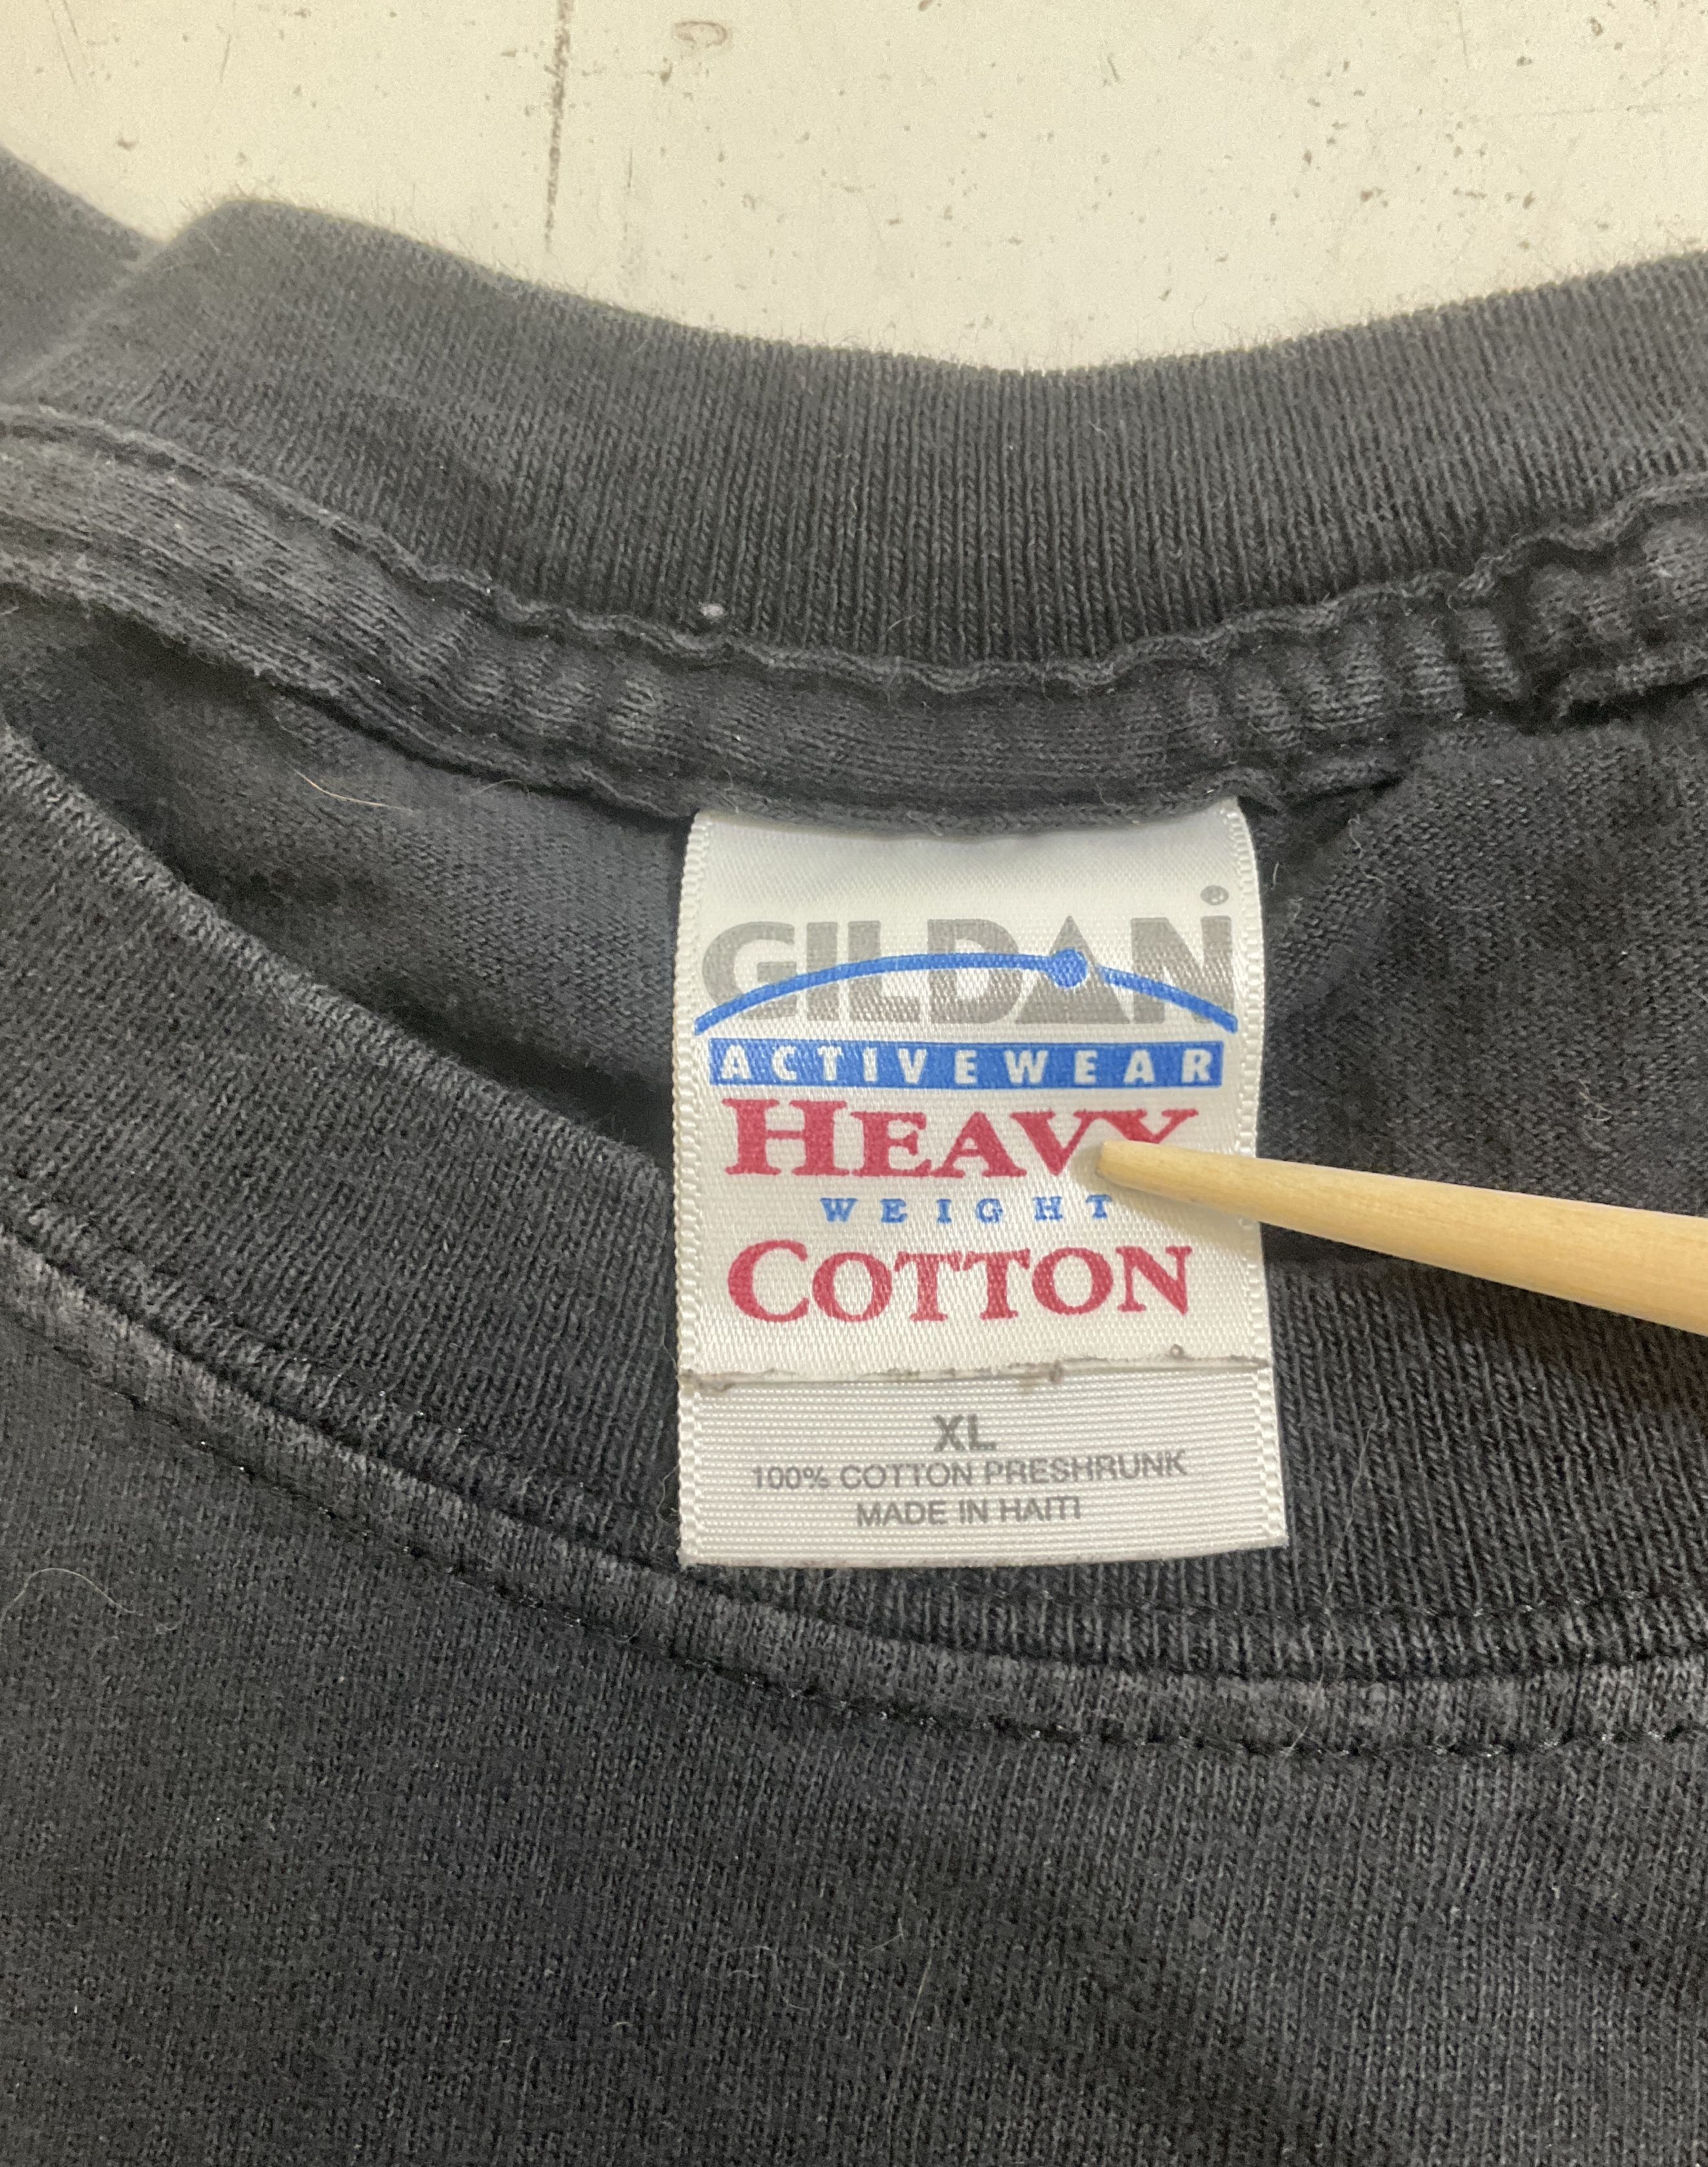 GILDAN®
ACTIVEWEAR
HEAVY
WEIGHT
COTTON
XL
100% COTTON PRESHRUNK
MADE IN HAITI